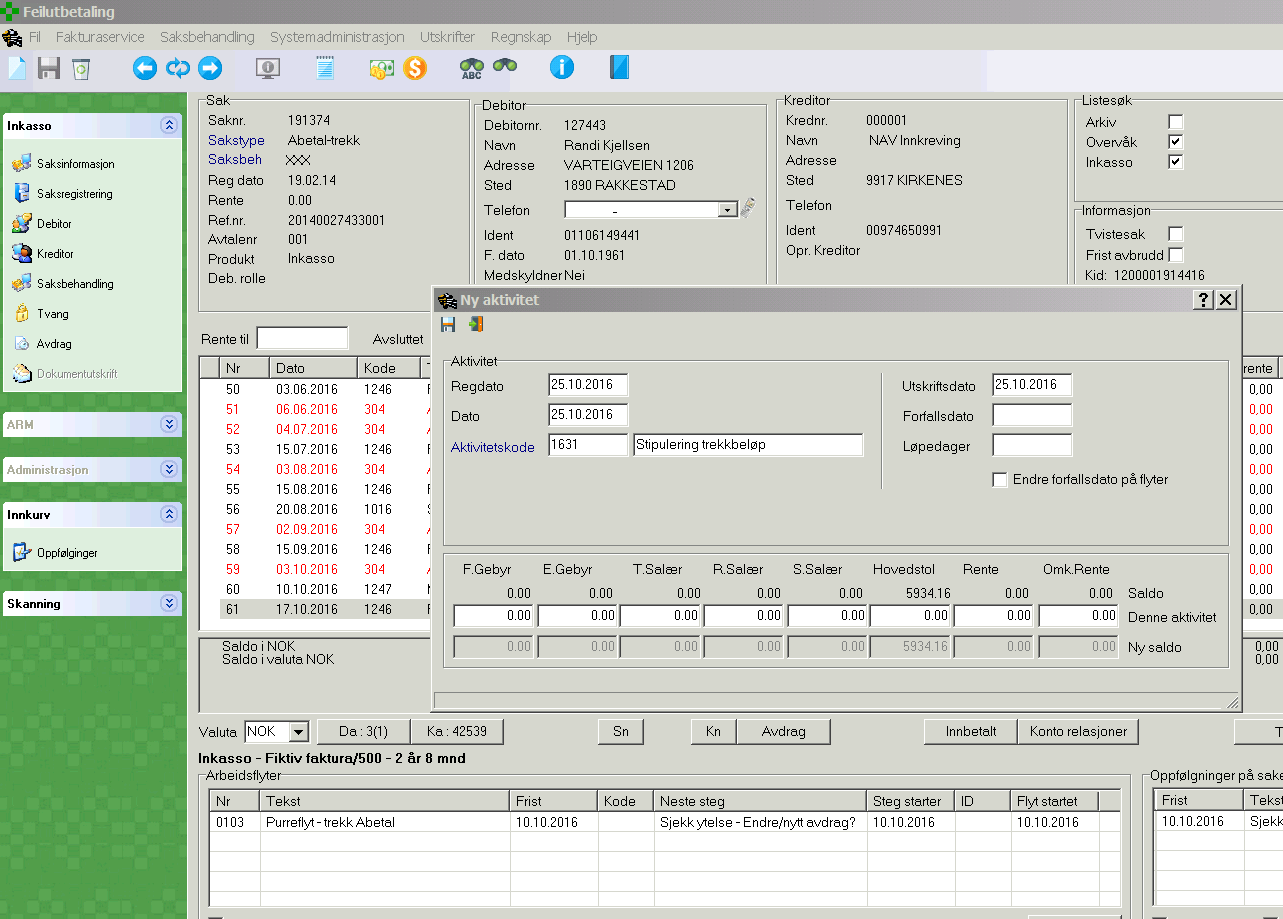 Feilutbetaling
Fil Fakturaservice Saksbehandling Systemadministrasjon Utskrifter Regnskap Hjelp
ABC
Inkasso
Saksinformasjon
Saksregistrering
Debitor
Kreditor
Saksbehandling
Tvang
Avdrag
Dokumentutskrift
ARM
Administrasjon
Innkurv
Oppfølginger
Skanning
Sak
Saknr. 191374
Sakstype Abetal-trekk
Saksbeh XXX
Reg dato 19.02.14
Rente 0.00
Ref.nr. 20140027433001
Avtalenr 001
Produkt Inkasso
Deb. rolle
Debitor
Debitornr. 127443
Navn Randi Kjellsen
Adresse VARTEIGVEIEN 1206
Sted 1890 RAKKESTAD
Telefon -
Ident 01106149441
F. dato 01.10.1961
Medskyldner Nei
Kreditor
Krednr. 000001
Navn NAV Innkreving
Adresse
Sted 9917 KIRKENES
Telefon
Ident 00974650991
Opr. Kreditor
Listesøk
Arkiv
Overvåk
Inkasso
Informasjon
Tvistesak
Frist avbrudd
Kid: 1200001914416
Rente til Avsluttet
Nr Dato Kode rente
50 03.06.2016 1246 0,00
51 06.06.2016 304 0,00
52 04.07.2016 304 0,00
53 15.07.2016 1246 0,00
54 03.08.2016 304 0,00
55 15.08.2016 1246 0,00
56 20.08.2016 1016 0,00
57 02.09.2016 304 0,00
58 15.09.2016 1246 0,00
59 03.10.2016 304 0,00
60 10.10.2016 1247 0,00
61 17.10.2016 1246 0,00
Saldo i NOK 0,00
Saldo i valuta NOK 0,00
Ny aktivitet
Aktivitet
Regdato 25.10.2016
Dato 25.10.2016
Aktivitetskode 1631 Stipulering trekkbeløp
Utskriftsdato 25.10.2016
Forfallsdato
Løpedager
Endre forfallsdato på flyter
F.Gebyr E.Gebyr T.Salær R.Salær S.Salær Hovedstol Rente Omk.Rente
0.00 0.00 0.00 0.00 0.00 5934.16 0.00 0.00 Saldo
0.00 0.00 0.00 0.00 0.00 0.00 0.00 0.00 Denne aktivitet
0.00 0.00 0.00 0.00 0.00 5934.16 0.00 0.00 Ny saldo
Valuta NOK Da : 3(1) Ka : 42539 Sn Kn Avdrag Innbetalt Konto relasjoner T
Inkasso - Fiktiv faktura/500 - 2 år 8 mnd
Arbeidsflyter
Nr Tekst Frist Kode Neste steg Steg starter ID Flyt startet
0103 Purreflyt - trekk Abetal 10.10.2016 Sjekk ytelse - Endre/nytt avdrag? 10.10.2016 10.10.2016
Oppfølgninger på sake
Frist Tekst
10.10.2016 Sjekk